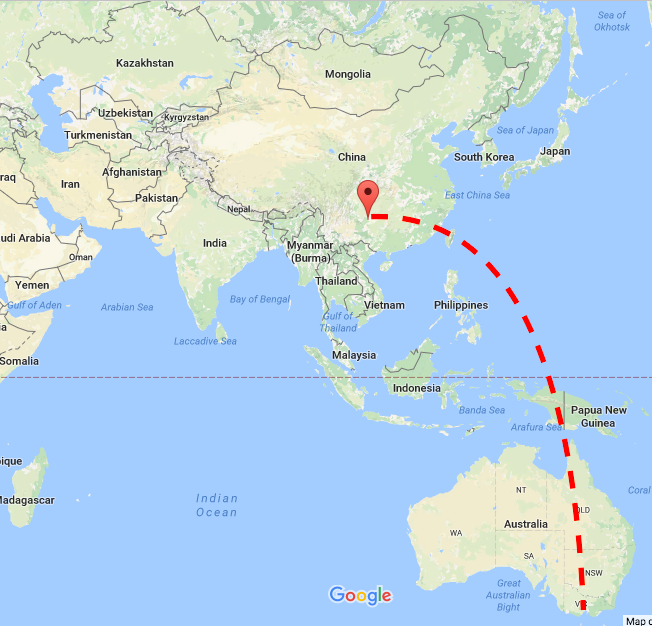 Sea of
Okhotsk
Kazakhstan
Mongolia
Uzbekistan
Kyrgyzstan
Turkmenistan
Sea of Japan
Japan
South Korea
China
Afghanistan
raq
Iran
Pakistan
East China Sea
Nepal
udi Arabia
India
Myanmar
(Burma)
Oman
Thailand
Yemen
Gulf of Aden
Arabian Sea
Bay of Bengal
Vietnam
Philippines
Gulf of
Thailand
ia
Laccadive Sea
Malaysia
Somalia
Indonesia
Banda Sea
Papua New
Guinea
Arafura Sea
ique
Madagascar
Indian
Ocean
NT
QLD
Coral
Australia
WA
SA
NSW
Great
Australian
Bight
Google
VIC
Map